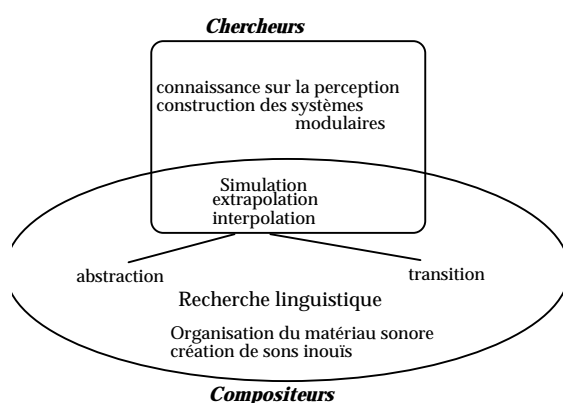 Chercheurs
connaissance sur la perception
construction des systèmes
modulaires
Simulation
extrapolation
interpolation
abstraction
transition
Recherche linguistique
Organisation du matériau sonore
création de sons inouïs
Compositeurs